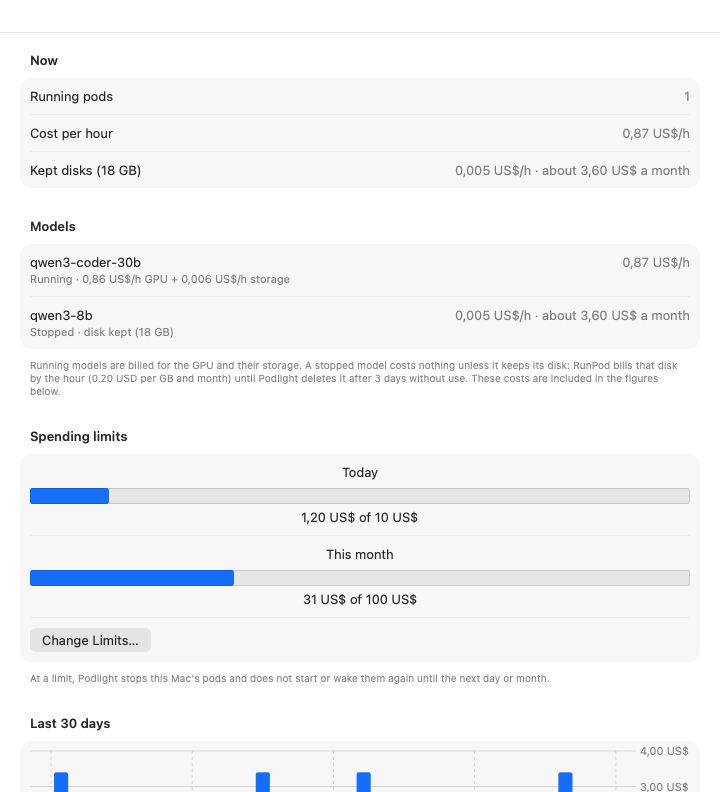 Now
Running pods 1
Cost per hour 0,87 US$/h
Kept disks (18 GB) 0,005 US$/h · about 3,60 US$ a month
Models
qwen3-coder-30b 0,87 US$/h
Running · 0,86 US$/h GPU + 0,006 US$/h storage
qwen3-8b 0,005 US$/h · about 3,60 US$ a month
Stopped · disk kept (18 GB)
Running models are billed for the GPU and their storage. A stopped model costs nothing unless it keeps its disk: RunPod bills that disk
by the hour (0.20 USD per GB and month) until Podlight deletes it after 3 days without use. These costs are included in the figures
below.
Spending limits
Today
1,20 US$ of 10 US$
This month
31 US$ of 100 US$
Change Limits...
At a limit, Podlight stops this Mac's pods and does not start or wake them again until the next day or month.
Last 30 days
4,00 US$
3,00 US$